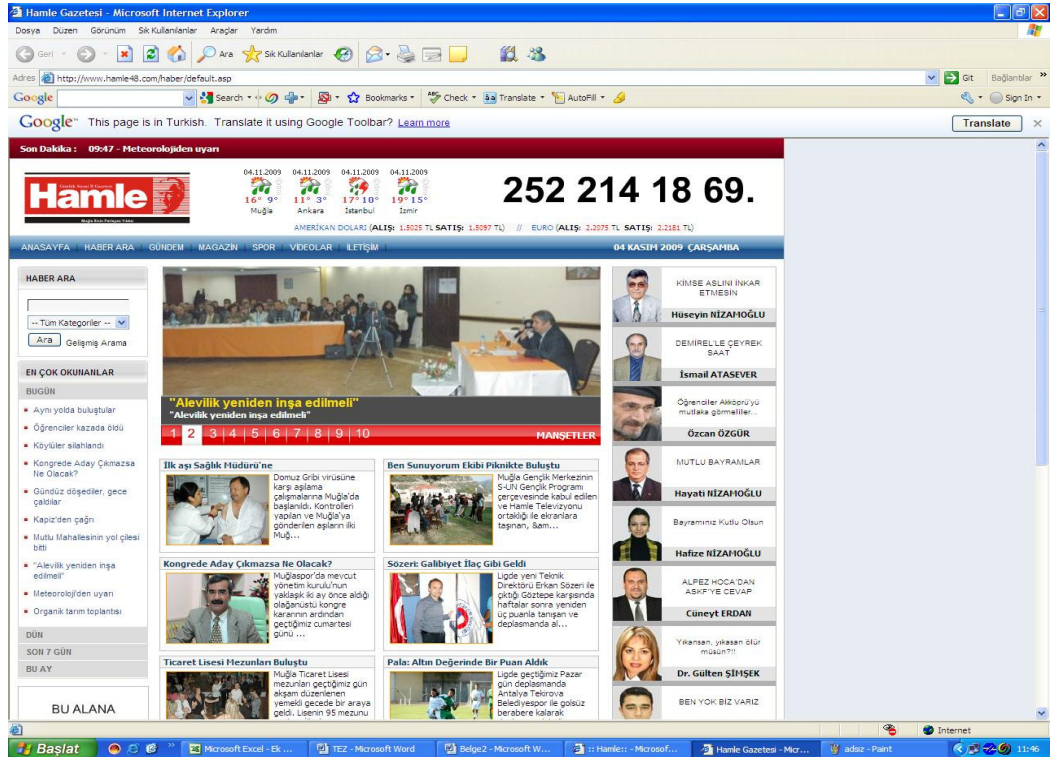 Hamle Gazetesi - Microsoft Internet Explorer
Dosya Düzen Görünüm Sık Kullanılanlar Araçlar Yardım
Geri Ara Sık Kullanılanlar
Adres http://www.hamle48.com/haber/default.asp Git Bağlantılar »
Google Search Bookmarks Check Translate AutoFill Sign In
Google This page is in Turkish. Translate it using Google Toolbar? Learn more Translate
Son Dakika : 09:47 - Meteorolojiden uyarı
Hamle
04.11.2009 04.11.2009 04.11.2009 04.11.2009
16° 9° 11° 3° 17° 10° 19° 15°
Muğla Ankara İstanbul İzmir
252 214 18 69.
AMERİKAN DOLARI (ALIŞ: 1.5025 TL SATIŞ: 1.5097 TL) // EURO (ALIŞ: 2.2075 TL SATIŞ: 2.2181 TL)
ANASAYFA HABER ARA GÜNDEM MAGAZİN SPOR VİDEOLAR İLETİŞİM 04 KASIM 2009 ÇARŞAMBA
HABER ARA
-- Tüm Kategoriler --
Ara Gelişmiş Arama
EN ÇOK OKUNANLAR
BUGÜN
Aynı yolda buluştular
Öğrenciler kazada öldü
Köylüler silahlandı
Kongrede Aday Çıkmazsa
Ne Olacak?
Gündüz döşediler, gece
çaldılar
Kapız'den çağrı
Mutlu Mahallesinin yol çilesi
bitti
"Alevilik yeniden inşa
edilmeli"
Meteoroloji'den uyarı
Organik tarım toplantısı
DÜN
SON 7 GÜN
BU AY
BU ALANA
"Alevilik yeniden inşa edilmeli"
"Alevilik yeniden inşa edilmeli"
1 2 3 4 5 6 7 8 9 10 MANŞETLER
İlk aşı Sağlık Müdürü'ne
Domuz Gribi virüsüne
karşı aşılama
çalışmalarına Muğla'da
başlanıldı. Kontrolleri
yapılan ve Muğla'ya
gönderilen aşıların ilki
Muğ...
Ben Sunuyorum Ekibi Piknikte Buluştu
Muğla Gençlik Merkezinin
S-UN Gençlik Programı
çerçevesinde kabul edilen
ve Hamle Televizyonu
ortaklığı ile ekranlara
taşınan, &am...
Kongrede Aday Çıkmazsa Ne Olacak?
Muğlaspor'da mevcut
yönetim kurulu'nun
yaklaşık iki ay önce aldığı
olağanüstü kongre
kararının ardından
geçtiğimiz cumartesi
günü ...
Sözeri: Galibiyet İlaç Gibi Geldi
Ligde yeni Teknik
Direktörü Erkan Sözeri ile
çıktığı Göztepe karşısında
haftalar sonra yeniden
üç puanla tanışan ve
deplasmanda al...
Ticaret Lisesi Mezunları Buluştu
Muğla Ticaret Lisesi
mezunları geçtiğimiz gün
akşam düzenlenen
yemekli gecede bir araya
geldi. Lisenin 95 mezunu
Pala: Altın Değerinde Bir Puan Aldık
Ligde geçtiğimiz Pazar
gün deplasmanda
Antalya Tekirova
Belediyespor ile golsüz
berabere kalarak
KİMSE ASLINI İNKAR
ETMESİN
Hüseyin NİZAMOĞLU
DEMİREL'LE ÇEYREK
SAAT
İsmail ATASEVER
Öğrenciler Akköprü'yü
mutlaka görmeliler...
Özcan ÖZGÜR
MUTLU BAYRAMLAR
Hayati NİZAMOĞLU
Bayramınız Kutlu Olsun
Hafize NİZAMOĞLU
ALPEZ HOCA'DAN
ASKF'YE CEVAP
Cüneyt ERDAN
Yıkansan, yıkasan ölür
müsün?!!
Dr. Gülten ŞİMŞEK
BEN YOK BIZ VARIZ
Internet
Başlat Microsoft Excel - Ek ... TEZ - Microsoft Word Belge2 - Microsoft W... :: Hamle:: - Microsof... Hamle Gazetesi - Micr... adsız - Paint 11:46